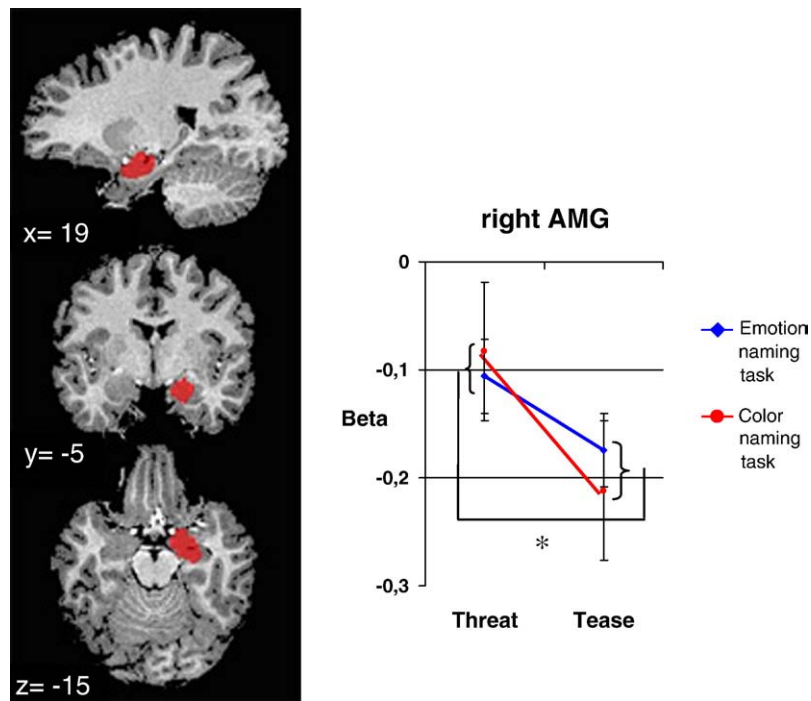 x= 19
y= -5
z= -15
right AMG
0
-0,1
-0,2
-0,3
Beta
*
Threat
Tease
Emotion
naming
task
Color
naming
task